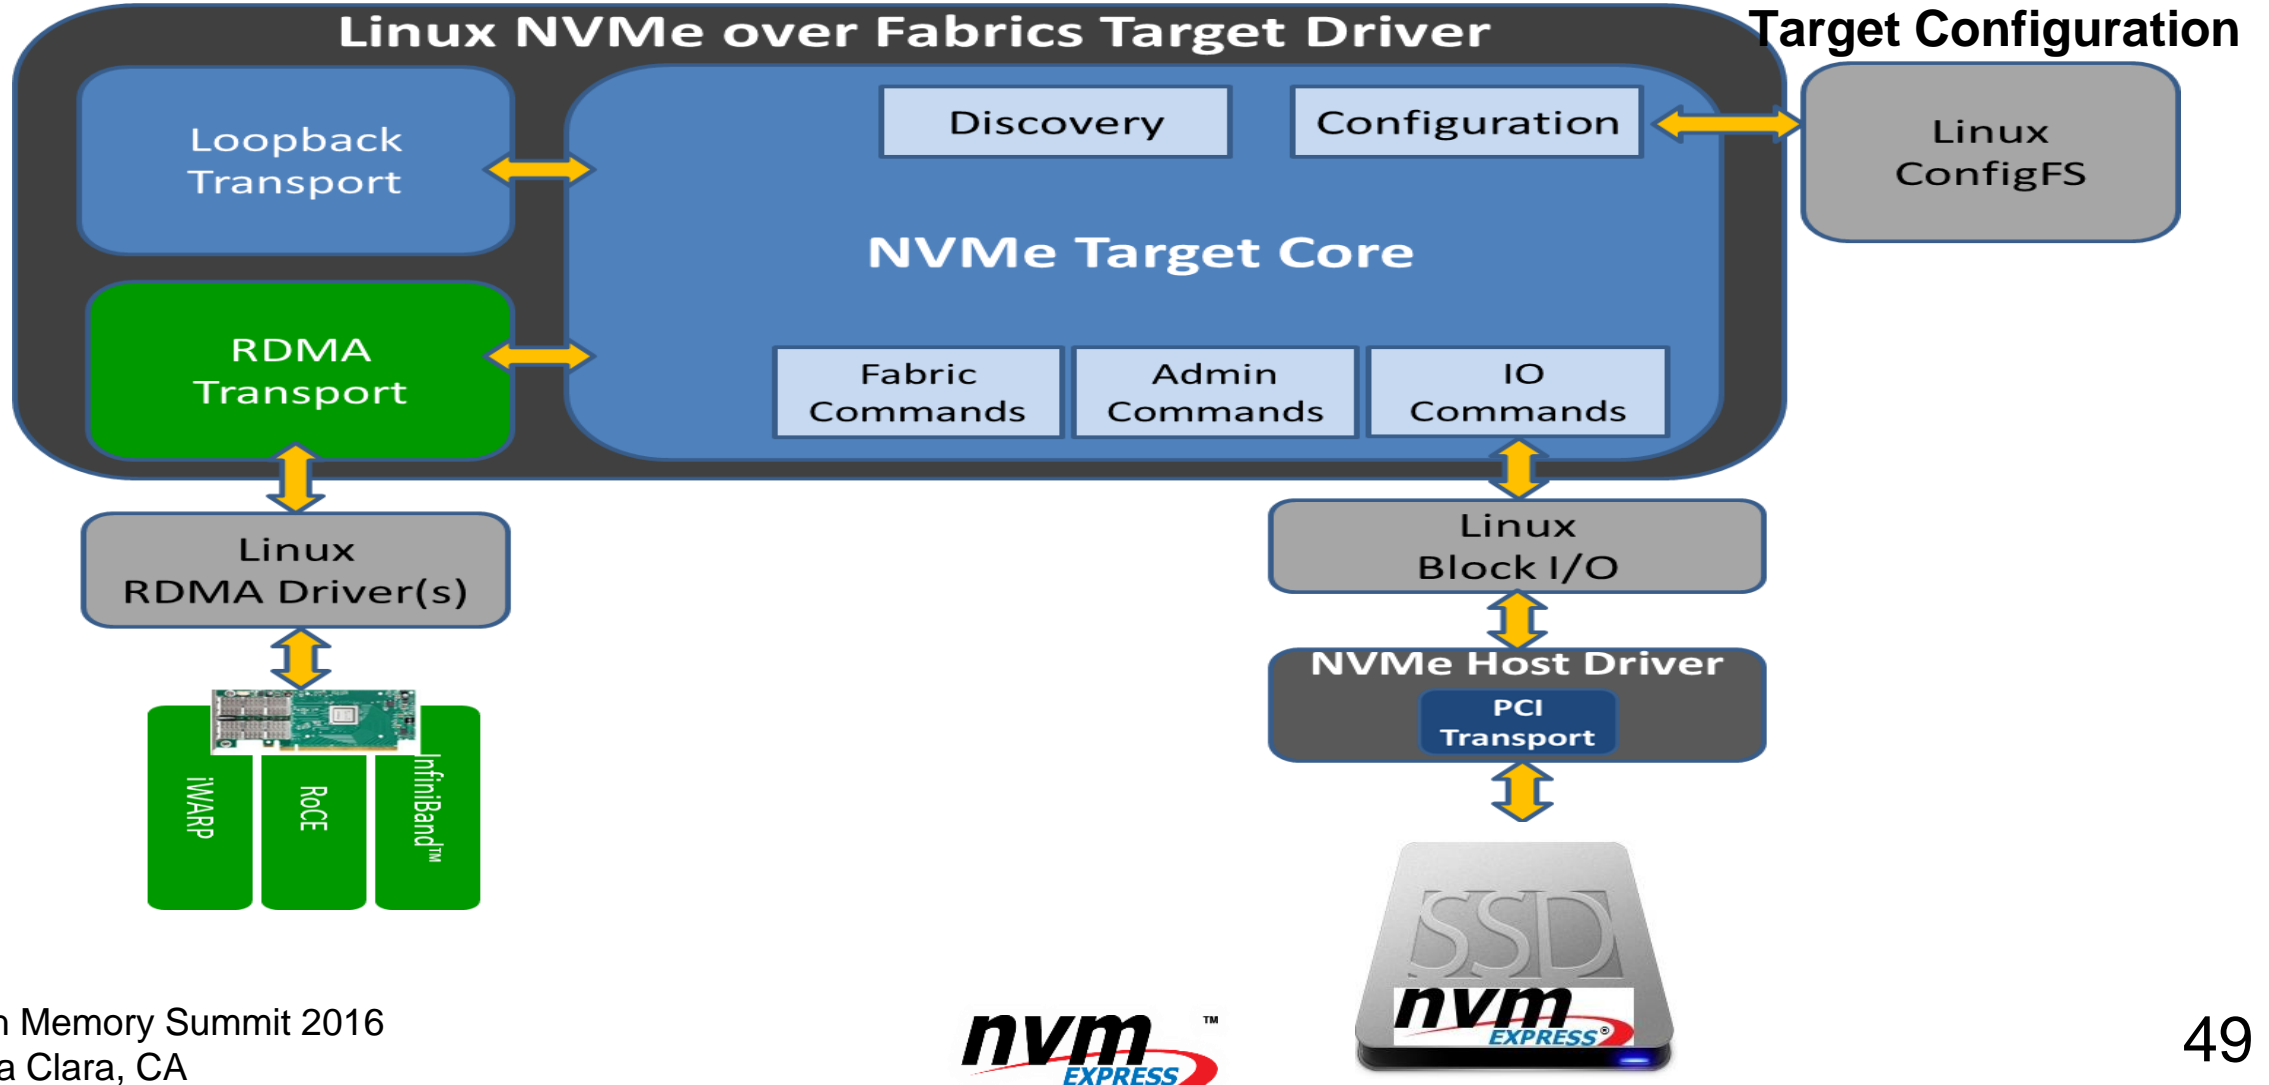 Linux NVMe over Fabrics Target Driver
Target Configuration
Loopback
Transport
Discovery
Configuration
Linux
ConfigFS
NVMe Target Core
RDMA
Transport
Fabric
Commands
Admin
Commands
IO
Commands
Linux
RDMA Driver(s)
Linux
Block I/O
NVMe Host Driver
PCI
Transport
iWARP
RoCE
InfiniBand™
SSD
nvm
EXPRESS®
nvm ™
EXPRESS
Memory Summit 2016
Clara, CA
49